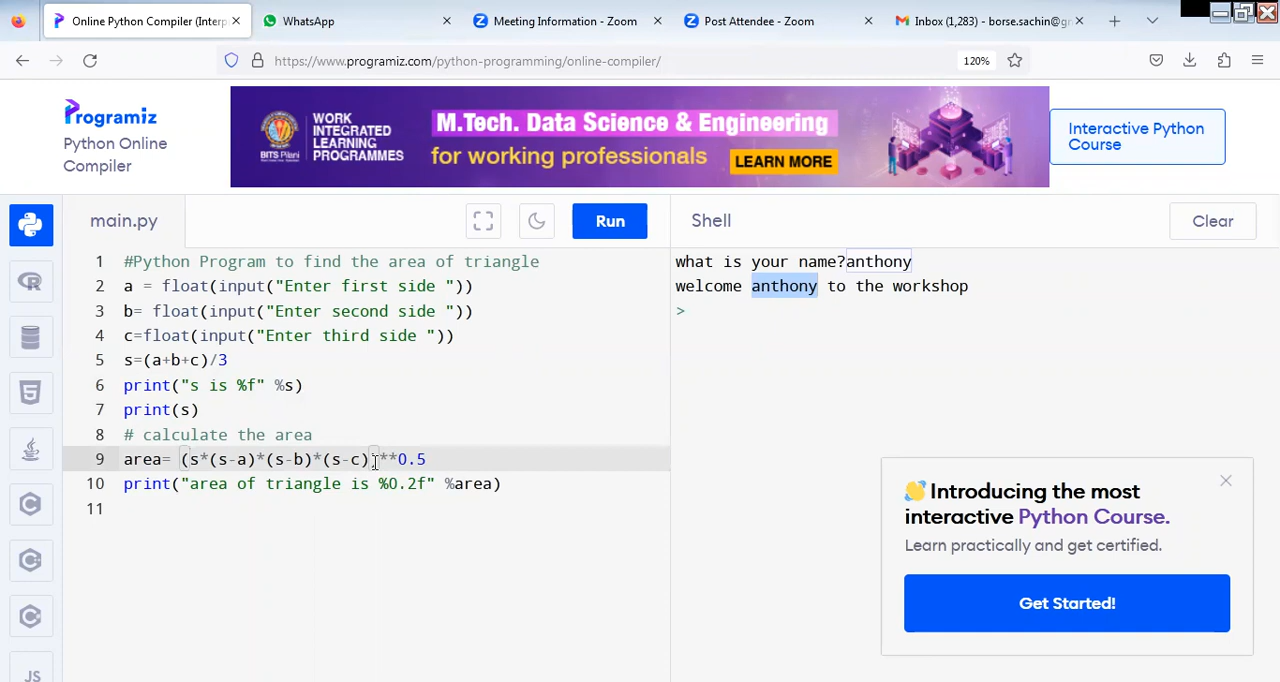 Online Python Compiler (Interp
WhatsApp
Meeting Information - Zoom
Post Attendee - Zoom
Inbox (1,283) - borse.sachin@gr
https://www.programiz.com/python-programming/online-compiler/
120%
Programiz
Python Online
Compiler
BITS Pilani
WORK
INTEGRATED
LEARNING
PROGRAMMES
M.Tech. Data Science & Engineering
for working professionals
LEARN MORE
Interactive Python
Course
main.py
Run
Shell
Clear
1 #Python Program to find the area of triangle
2 a = float(input("Enter first side "))
3 b= float(input("Enter second side "))
4 c=float(input("Enter third side "))
5 s=(a+b+c)/3
6 print("s is %f" %s)
7 print(s)
8 # calculate the area
9 area= (s*(s-a)*(s-b)*(s-c))**0.5
10 print("area of triangle is %0.2f" %area)
11
what is your name?anthony
welcome anthony to the workshop
>
Introducing the most
interactive Python Course.
Learn practically and get certified.
Get Started!
JS